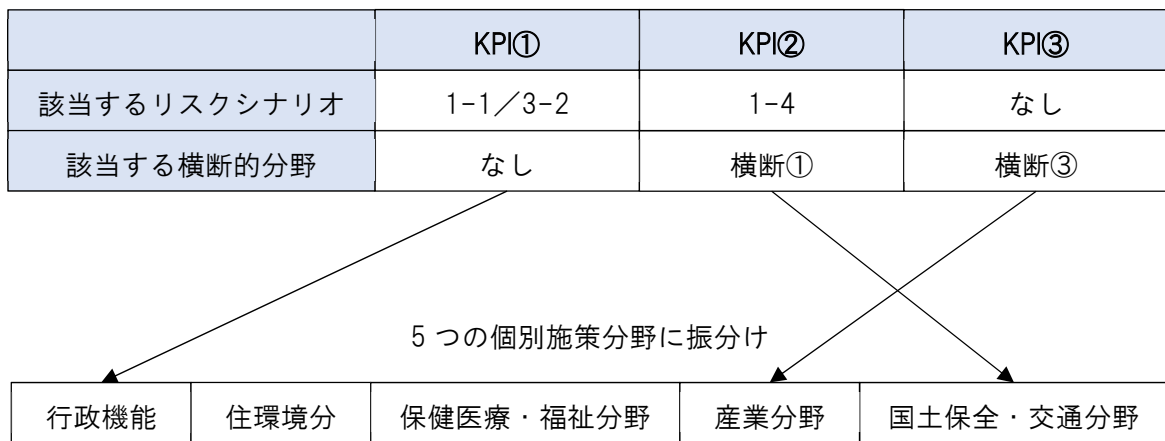 KPI① KPI② KPI③
該当するリスクシナリオ 1-1／3-2 1-4 なし
該当する横断的分野 なし 横断① 横断③
5つの個別施策分野に振分け
行政機能 住環境分 保健医療・福祉分野 産業分野 国土保全・交通分野